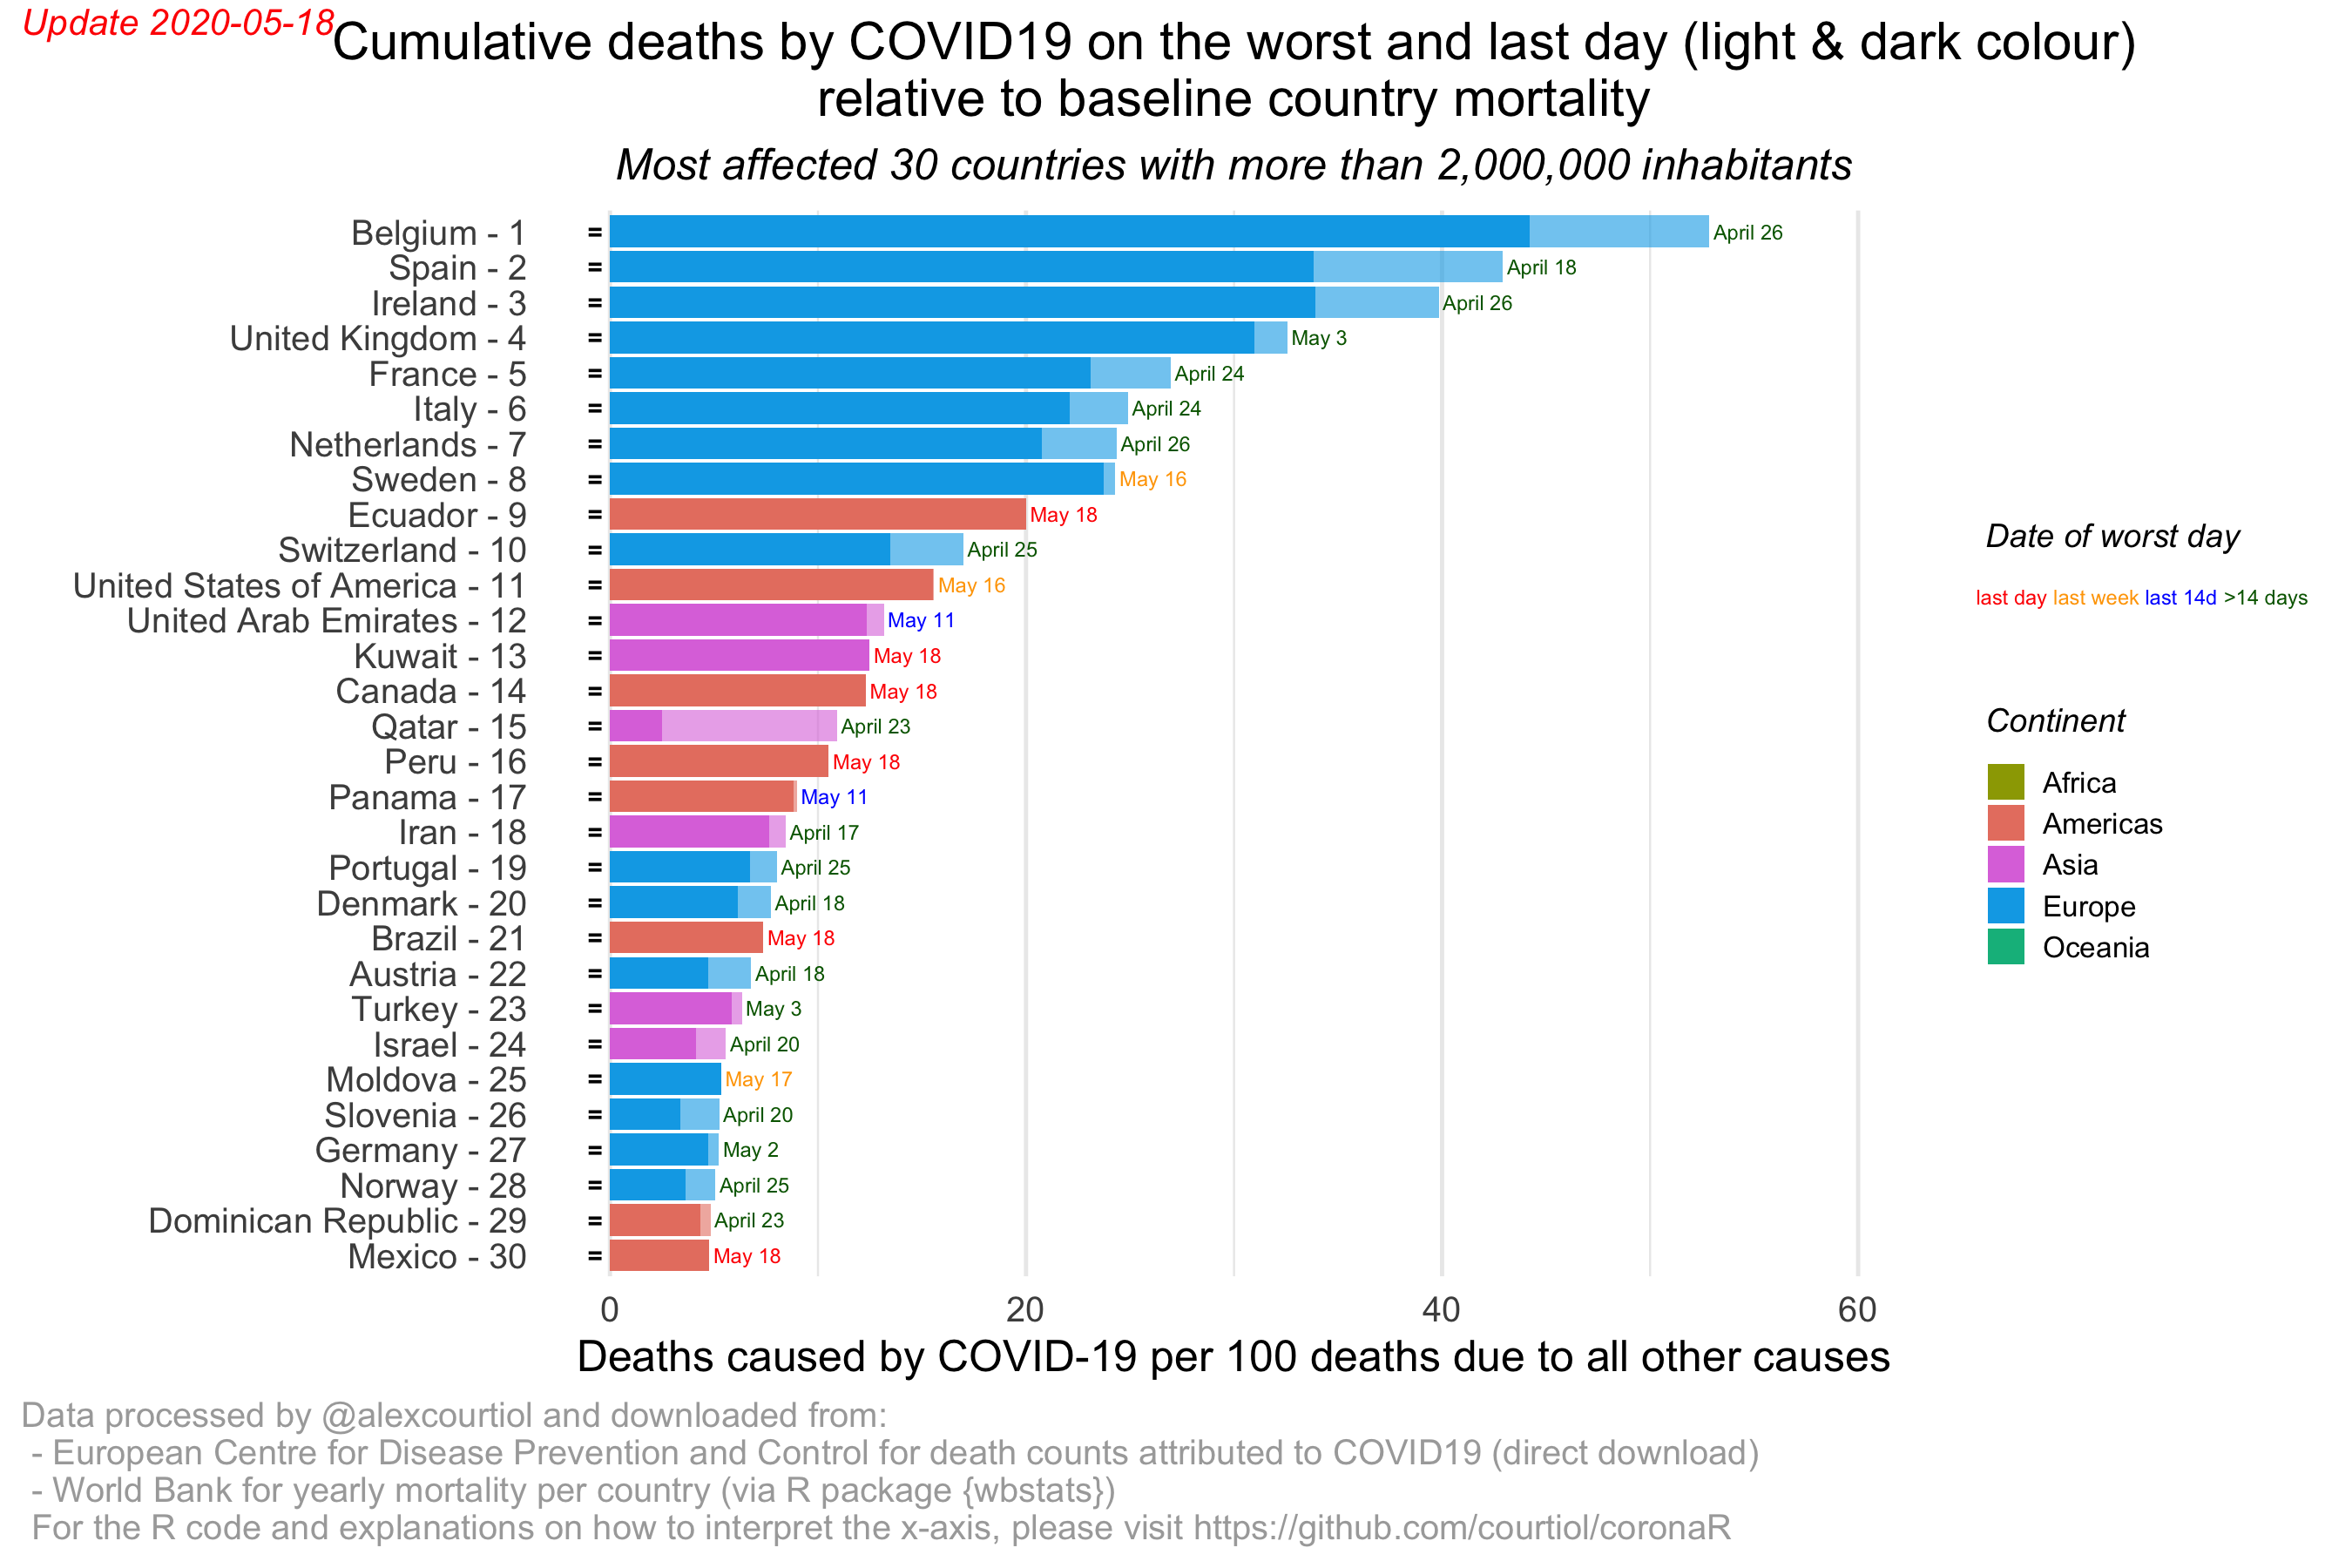 Update 2020-05-18
Cumulative deaths by COVID19 on the worst and last day (light & dark colour)
relative to baseline country mortality
Most affected 30 countries with more than 2,000,000 inhabitants
Belgium - 1 = April 26
Spain - 2 = April 18
Ireland - 3 = April 26
United Kingdom - 4 = May 3
France - 5 = April 24
Italy - 6 = April 24
Netherlands - 7 = April 26
Sweden - 8 = May 16
Ecuador - 9 = May 18
Switzerland - 10 = April 25
United States of America - 11 = May 16
United Arab Emirates - 12 = May 11
Kuwait - 13 = May 18
Canada - 14 = May 18
Qatar - 15 = April 23
Peru - 16 = May 18
Panama - 17 = May 11
Iran - 18 = April 17
Portugal - 19 = April 25
Denmark - 20 = April 18
Brazil - 21 = May 18
Austria - 22 = April 18
Turkey - 23 = May 3
Israel - 24 = April 20
Moldova - 25 = May 17
Slovenia - 26 = April 20
Germany - 27 = May 2
Norway - 28 = April 25
Dominican Republic - 29 = April 23
Mexico - 30 = May 18
0 20 40 60
Deaths caused by COVID-19 per 100 deaths due to all other causes
Date of worst day
last day last week last 14d >14 days
Continent
Africa
Americas
Asia
Europe
Oceania
Data processed by @alexcourtiol and downloaded from:
- European Centre for Disease Prevention and Control for death counts attributed to COVID19 (direct download)
- World Bank for yearly mortality per country (via R package {wbstats})
For the R code and explanations on how to interpret the x-axis, please visit https://github.com/courtiol/coronaR